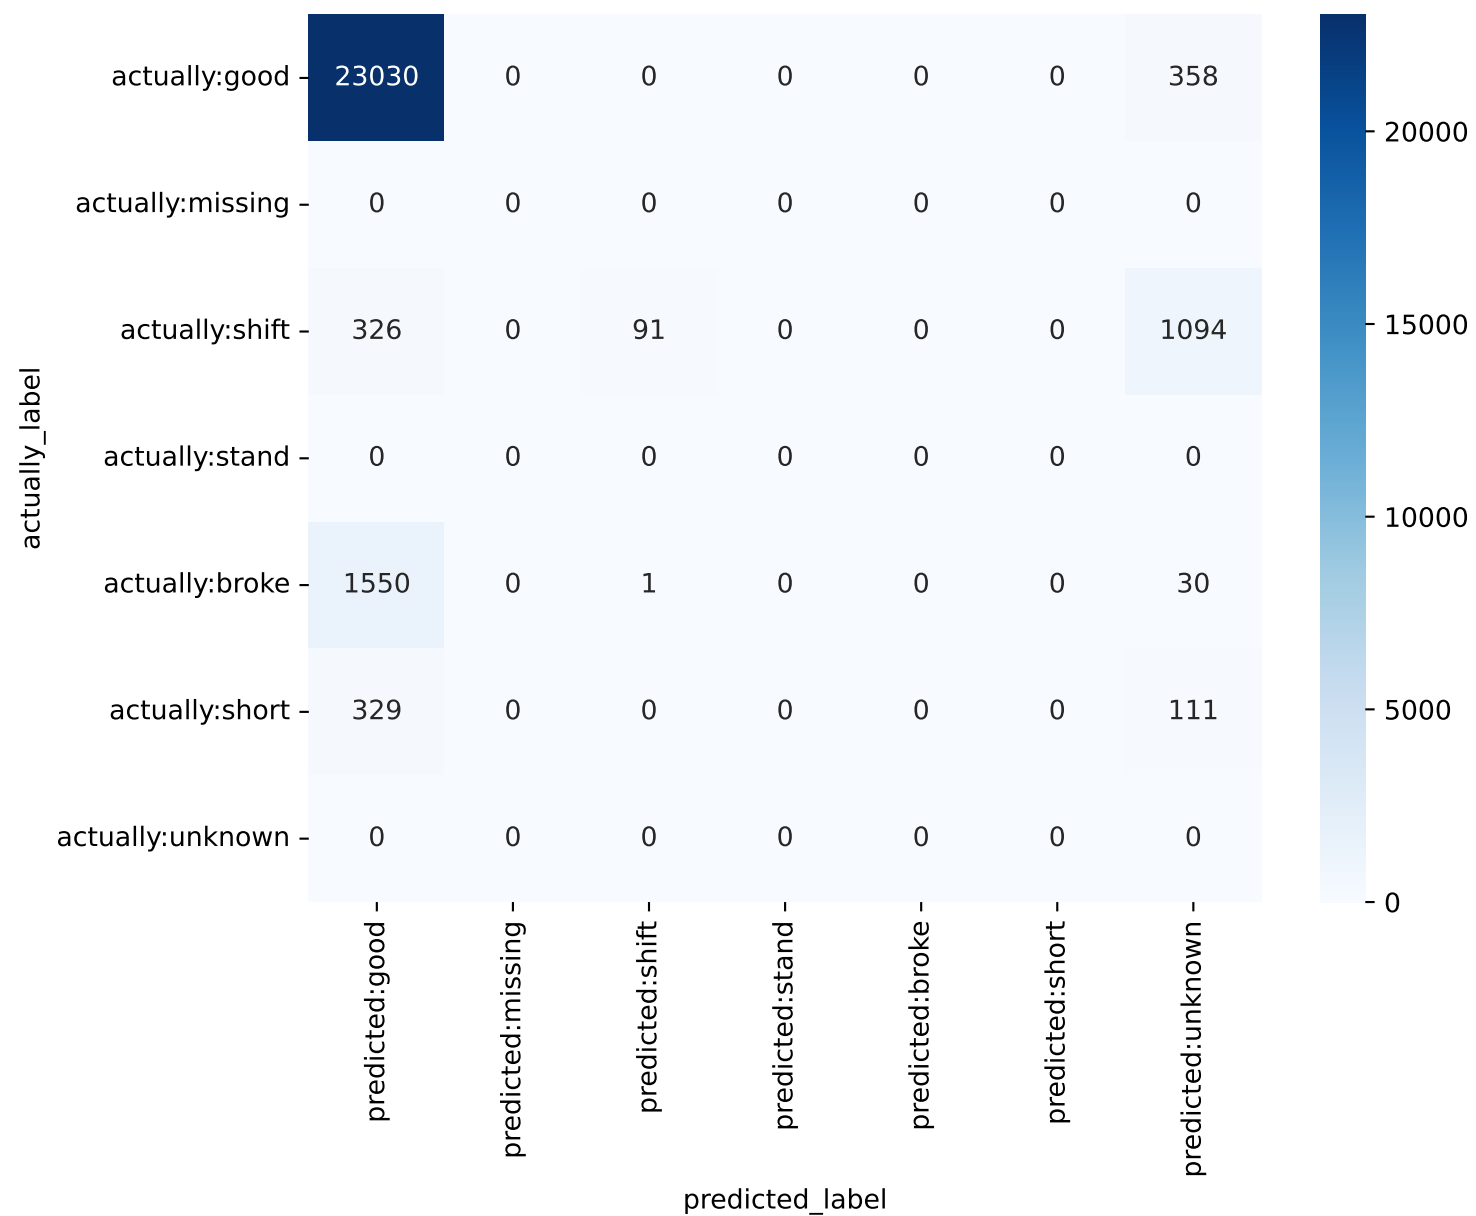 actually:good 23030 0 0 0 0 0 358
actually:missing 0 0 0 0 0 0 0
actually:shift 326 0 91 0 0 0 1094
actually:stand 0 0 0 0 0 0 0
actually:broke 1550 0 1 0 0 0 30
actually:short 329 0 0 0 0 0 111
actually:unknown 0 0 0 0 0 0 0
actually_label
predicted:good
predicted:missing
predicted:shift
predicted:stand
predicted:broke
predicted:short
predicted:unknown
predicted_label
20000
15000
10000
5000
0